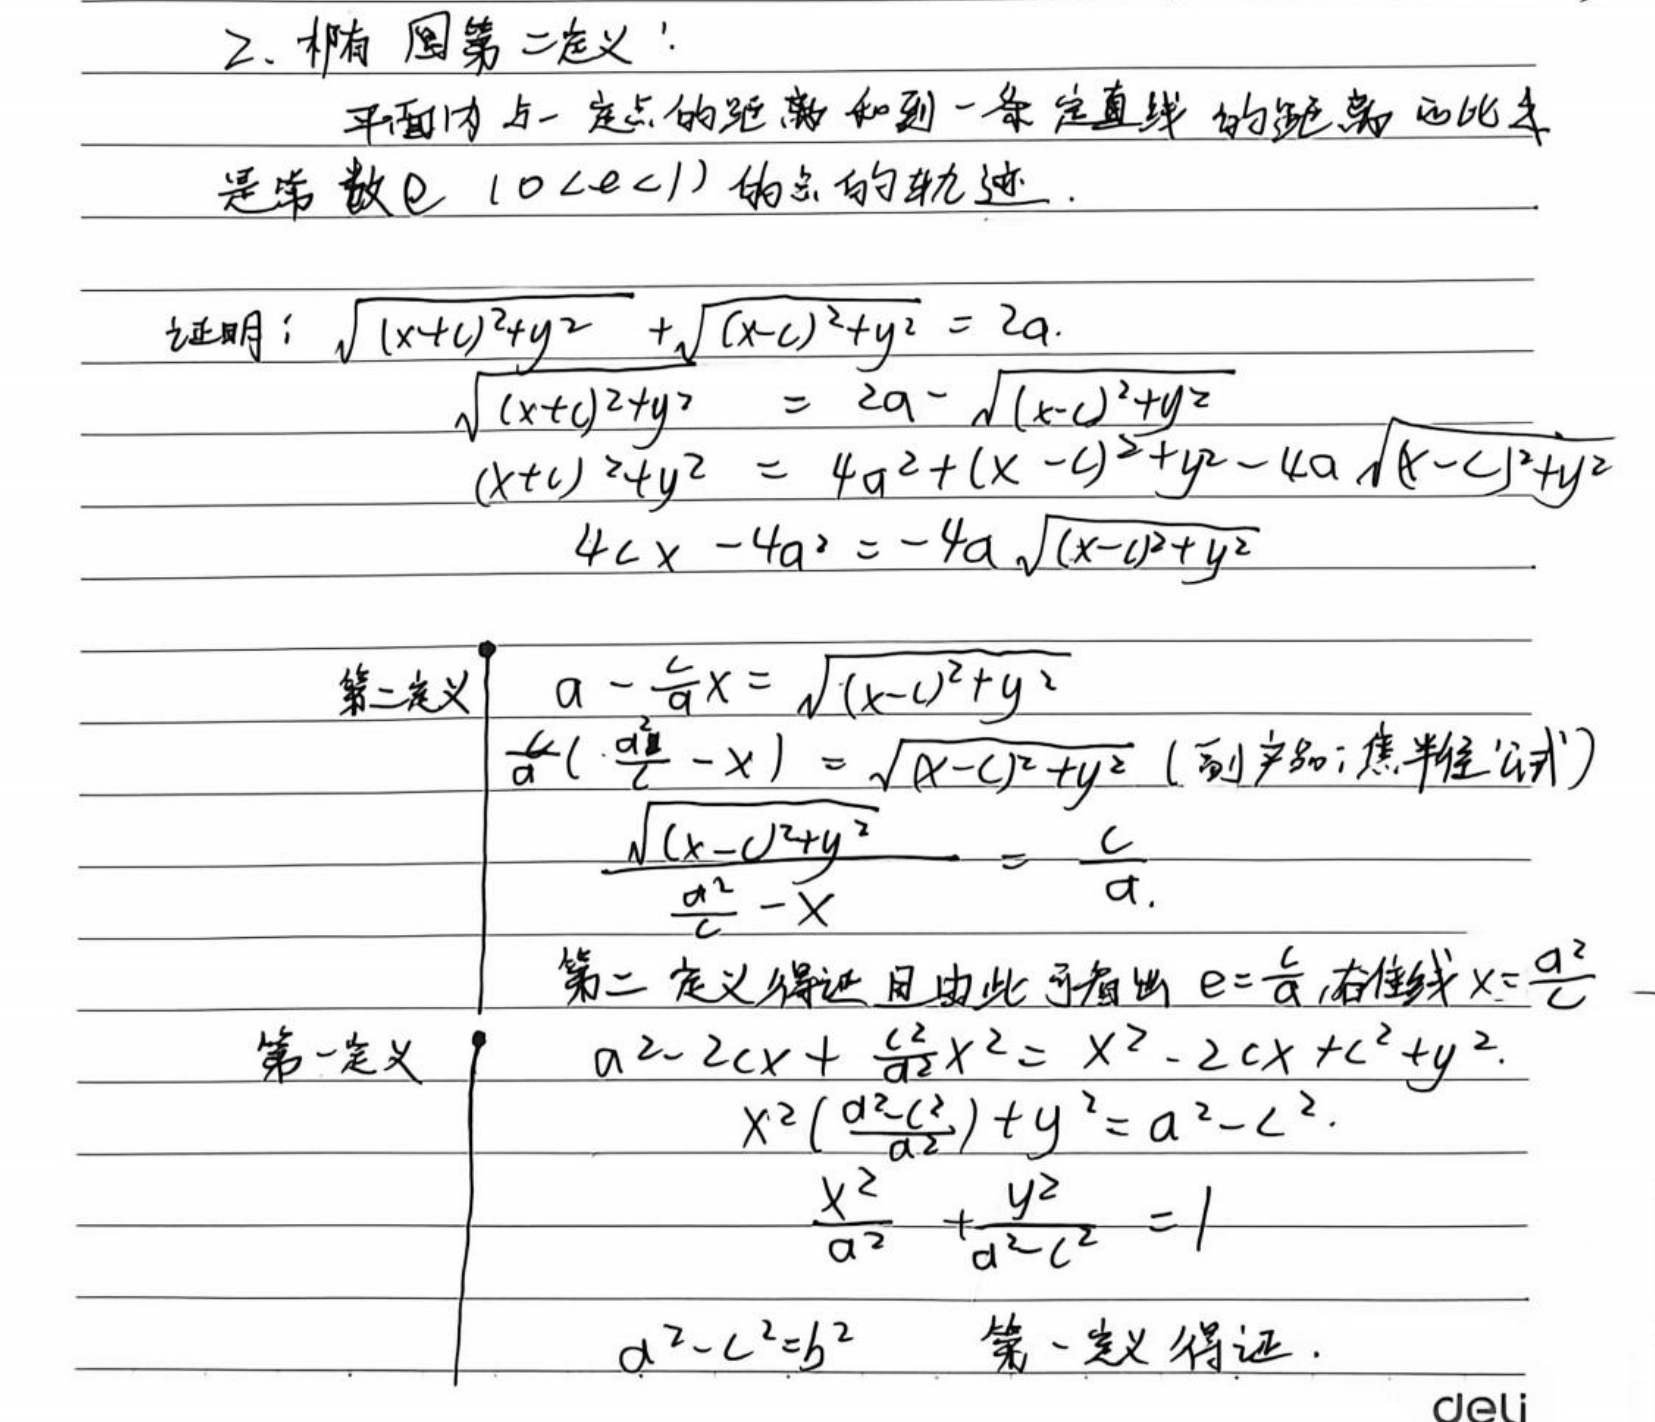 2、椭圆第二定义:
平面内与一定点的距离和到一条定直线的距离的比
是常数e (0<e<1) 的点的轨迹.
证明: √((x+c)²+y²) + √((x-c)²+y²) = 2a.
√((x+c)²+y²) = 2a - √((x-c)²+y²)
(x+c)²+y² = 4a²+(x-c)²+y²-4a√((x-c)²+y²)
4cx - 4a² = -4a√((x-c)²+y²)
第二定义 a - c/a x = √((x-c)²+y²)
c/a (a²/c - x) = √((x-c)²+y²) (副产品:焦半径公式)
√((x-c)²+y²) / (a²/c - x) = c/a.
第二定义得证 且由此可看出 e=c/a, 右准线 x=a²/c
第一定义 a²-2cx+c²/a² x² = x²-2cx+c²+y².
x²((a²-c²)/a²)+y² = a²-c².
x²/a² + y²/(a²-c²) = 1
a²-c²=b² 第一定义得证.
deli